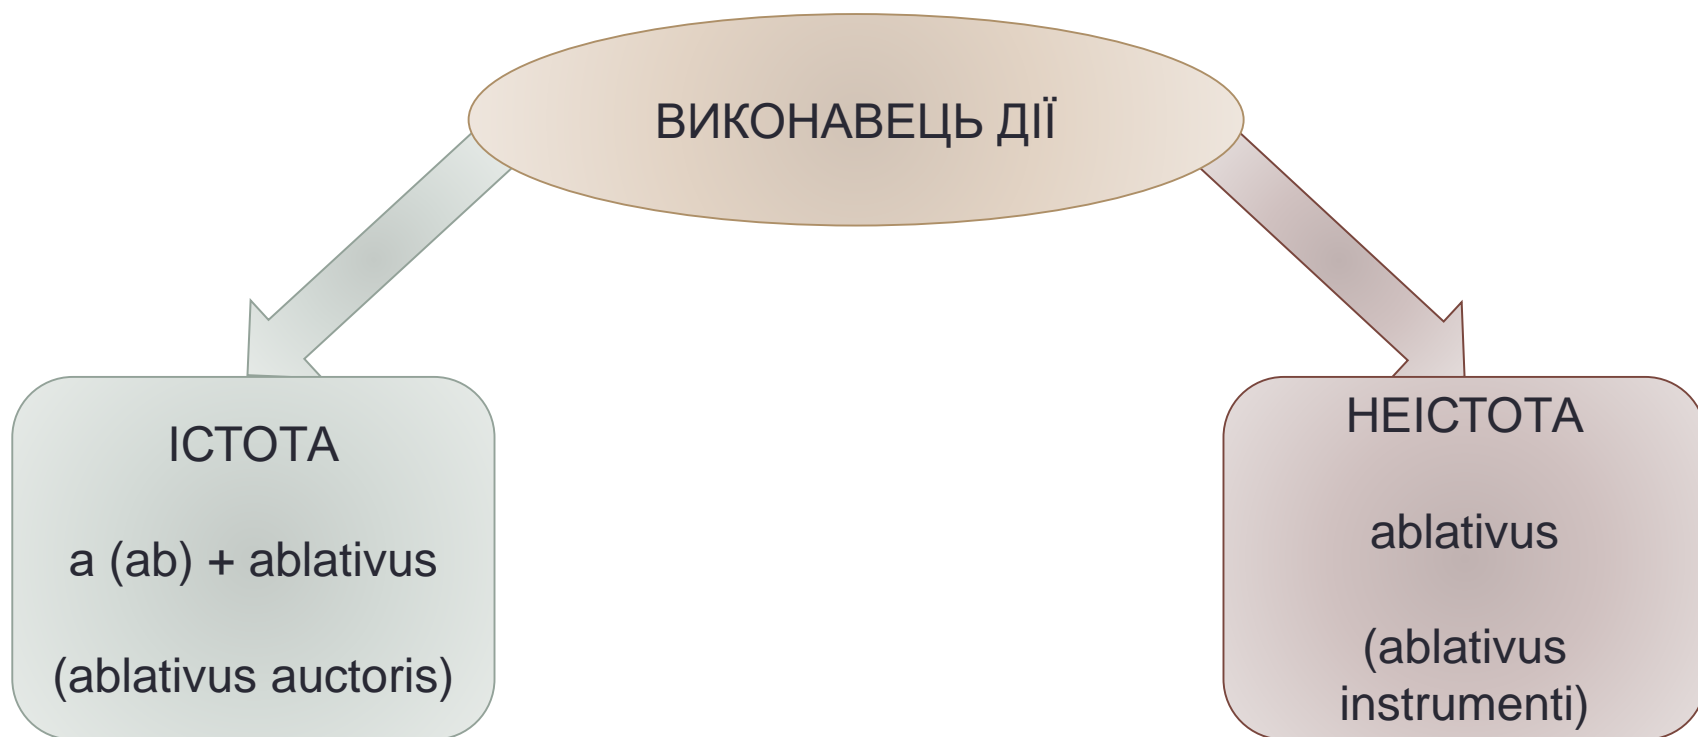 ВИКОНАВЕЦЬ ДІЇ
ІСТОТА
a (ab) + ablativus
(ablativus auctoris)
НЕІСТОТА
ablativus
(ablativus
instrumenti)